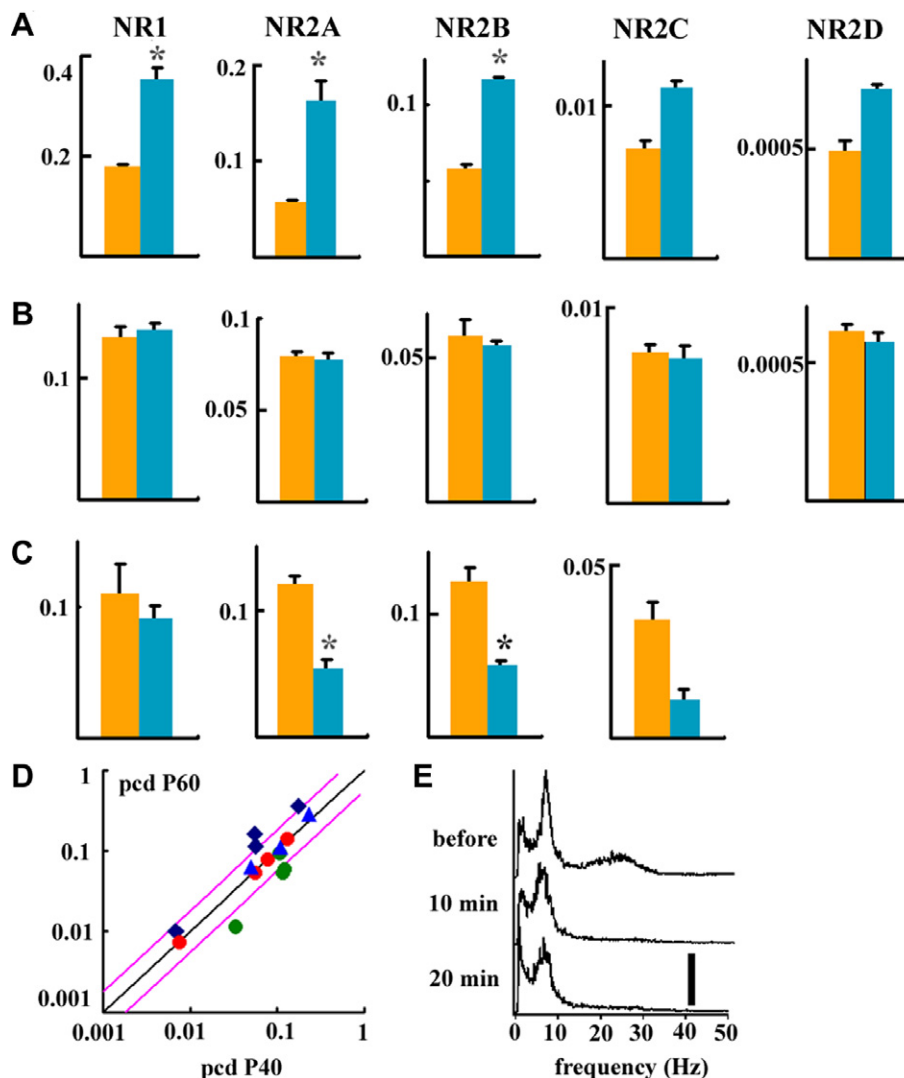 A
NR1
NR2A
NR2B
NR2C
NR2D
0.4
*
0.2
0.2
*
0.1
*
0.1
0.01
0.0005
B
0.1
0.1
0.05
0.05
0.01
0.0005
C
0.1
0.1
*
0.1
*
0.05
D
1
pcd P60
0.1
0.01
0.001
0.001
0.01
0.1
1
pcd P40
E
before
10 min
20 min
0
10
20
30
40
50
frequency (Hz)